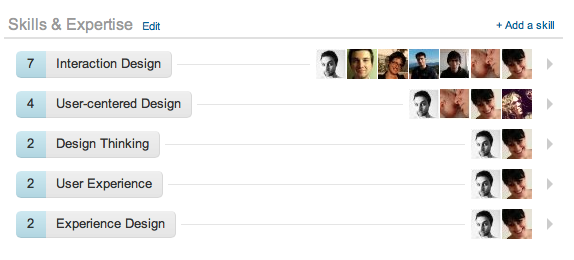 Skills & Expertise Edit + Add a skill
7 Interaction Design
4 User-centered Design
2 Design Thinking
2 User Experience
2 Experience Design